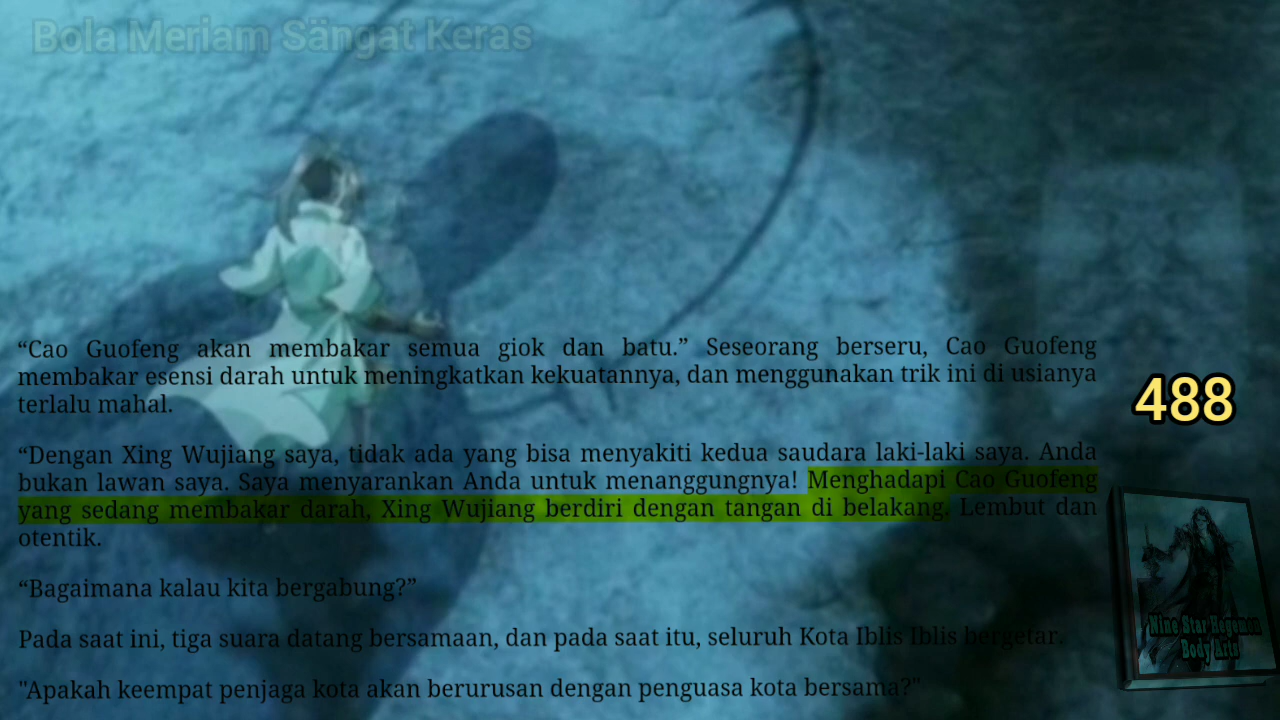 Bola Meriam Sängat Keras
“Cao Guofeng akan membakar semua giok dan batu.” Seseorang berseru, Cao Guofeng
membakar esensi darah untuk meningkatkan kekuatannya, dan menggunakan trik ini di usianya
terlalu mahal.
“Dengan Xing Wujiang saya, tidak ada yang bisa menyakiti kedua saudara laki-laki saya. Anda
bukan lawan saya. Saya menyarankan Anda untuk menanggungnya! Menghadapi Cao Guofeng
yang sedang membakar darah, Xing Wujiang berdiri dengan tangan di belakang. Lembut dan
otentik.
“Bagaimana kalau kita bergabung?”
Pada saat ini, tiga suara datang bersamaan, dan pada saat itu, seluruh Kota Iblis Iblis bergetar.
"Apakah keempat penjaga kota akan berurusan dengan penguasa kota bersama?"
488
Nine Star Hegemon
Body Arts